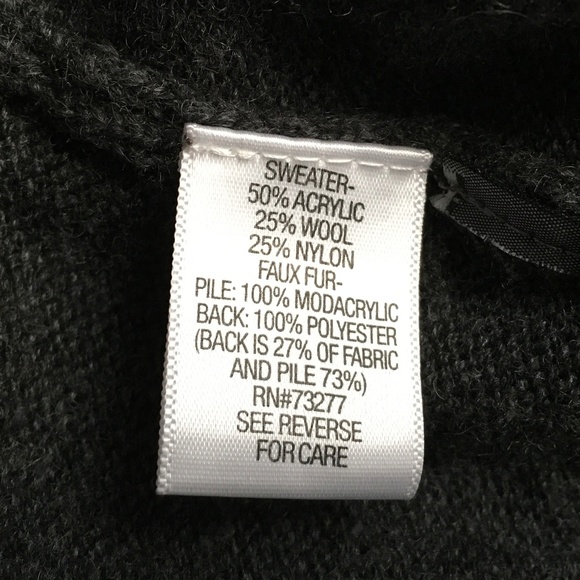 SWEATER-
50% ACRYLIC
25% WOOL
25% NYLON
FAUX FUR-
PILE: 100% MODACRYLIC
BACK: 100% POLYESTER
(BACK IS 27% OF FABRIC
AND PILE 73%)
RN#73277
SEE REVERSE
FOR CARE